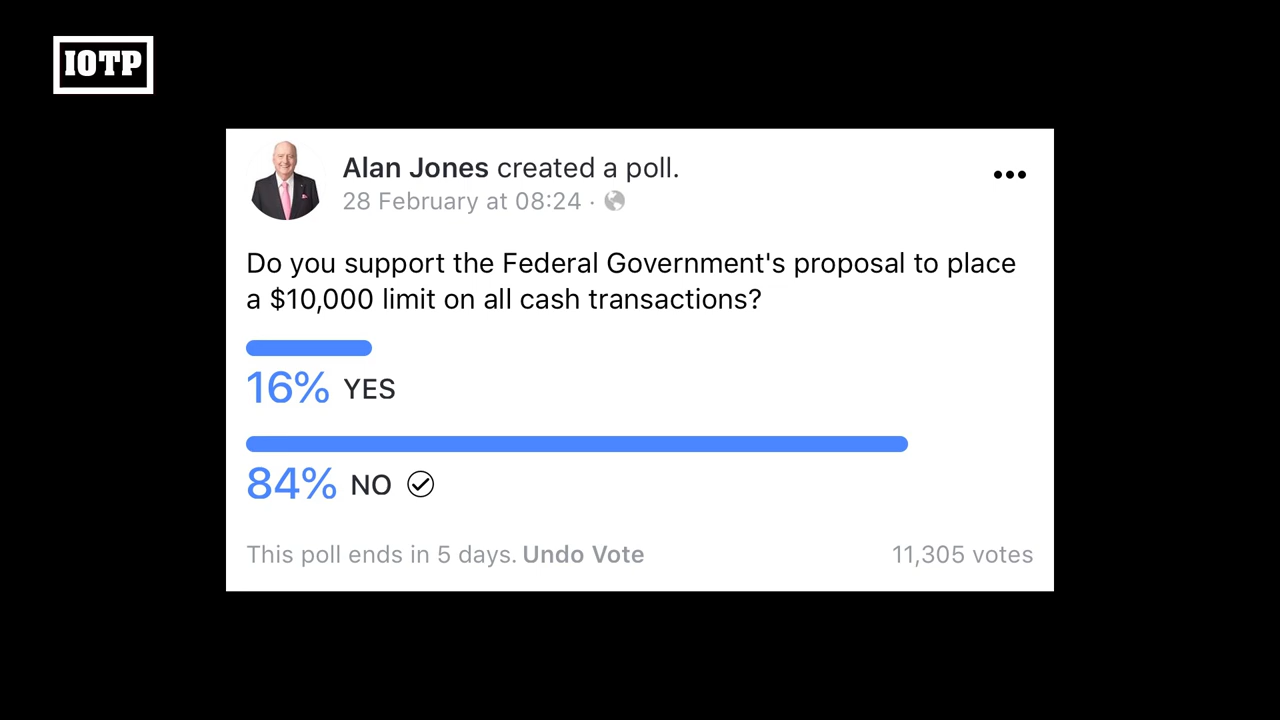 IOTP
Alan Jones created a poll.
28 February at 08:24 ·
Do you support the Federal Government's proposal to place
a $10,000 limit on all cash transactions?
16% YES
84% NO
This poll ends in 5 days. Undo Vote
11,305 votes